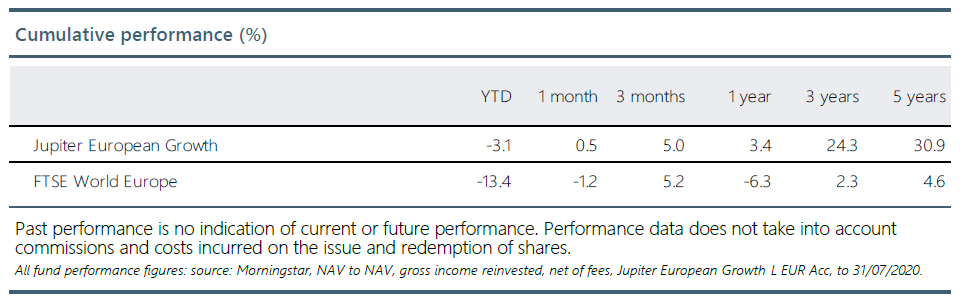 Cumulative performance (%)
YTD 1 month 3 months 1 year 3 years 5 years
Jupiter European Growth -3.1 0.5 5.0 3.4 24.3 30.9
FTSE World Europe -13.4 -1.2 5.2 -6.3 2.3 4.6
Past performance is no indication of current or future performance. Performance data does not take into account
commissions and costs incurred on the issue and redemption of shares.
All fund performance figures: source: Morningstar, NAV to NAV, gross income reinvested, net of fees, Jupiter European Growth L EUR Acc, to 31/07/2020.